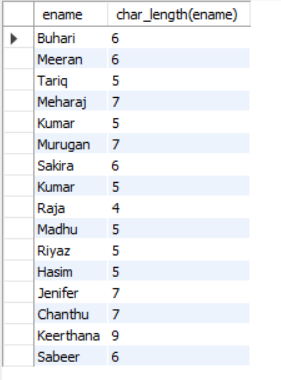 ename char_length(ename)
Buhari 6
Meeran 6
Tariq 5
Meharaj 7
Kumar 5
Murugan 7
Sakira 6
Kumar 5
Raja 4
Madhu 5
Riyaz 5
Hasim 5
Jenifer 7
Chanthu 7
Keerthana 9
Sabeer 6